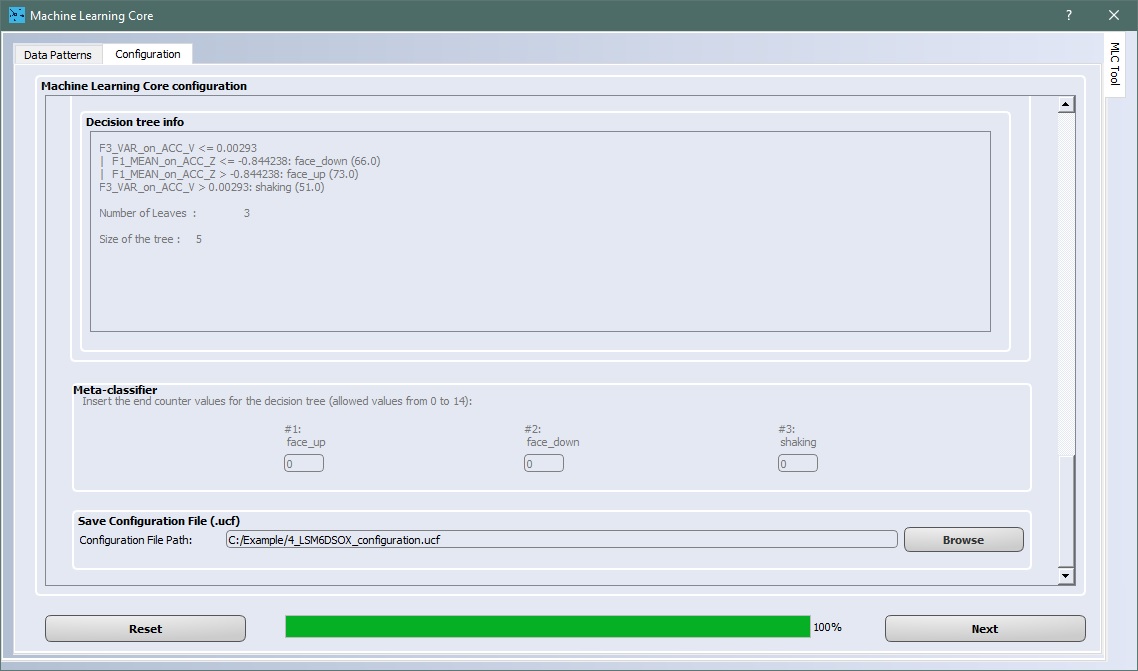 Machine Learning Core
?
MLC Tool
Data Patterns
Configuration
Machine Learning Core configuration
Decision tree info
F3_VAR_on_ACC_V <= 0.00293
| F1_MEAN_on_ACC_Z <= -0.844238: face_down (66.0)
| F1_MEAN_on_ACC_Z > -0.844238: face_up (73.0)
F3_VAR_on_ACC_V > 0.00293: shaking (51.0)
Number of Leaves : 3
Size of the tree : 5
Meta-classifier
Insert the end counter values for the decision tree (allowed values from 0 to 14):
#1:
face_up
0
#2:
face_down
0
#3:
shaking
0
Save Configuration File (.ucf)
Configuration File Path:
C:/Example/4_LSM6DSOX_configuration.ucf
Browse
Reset
100%
Next